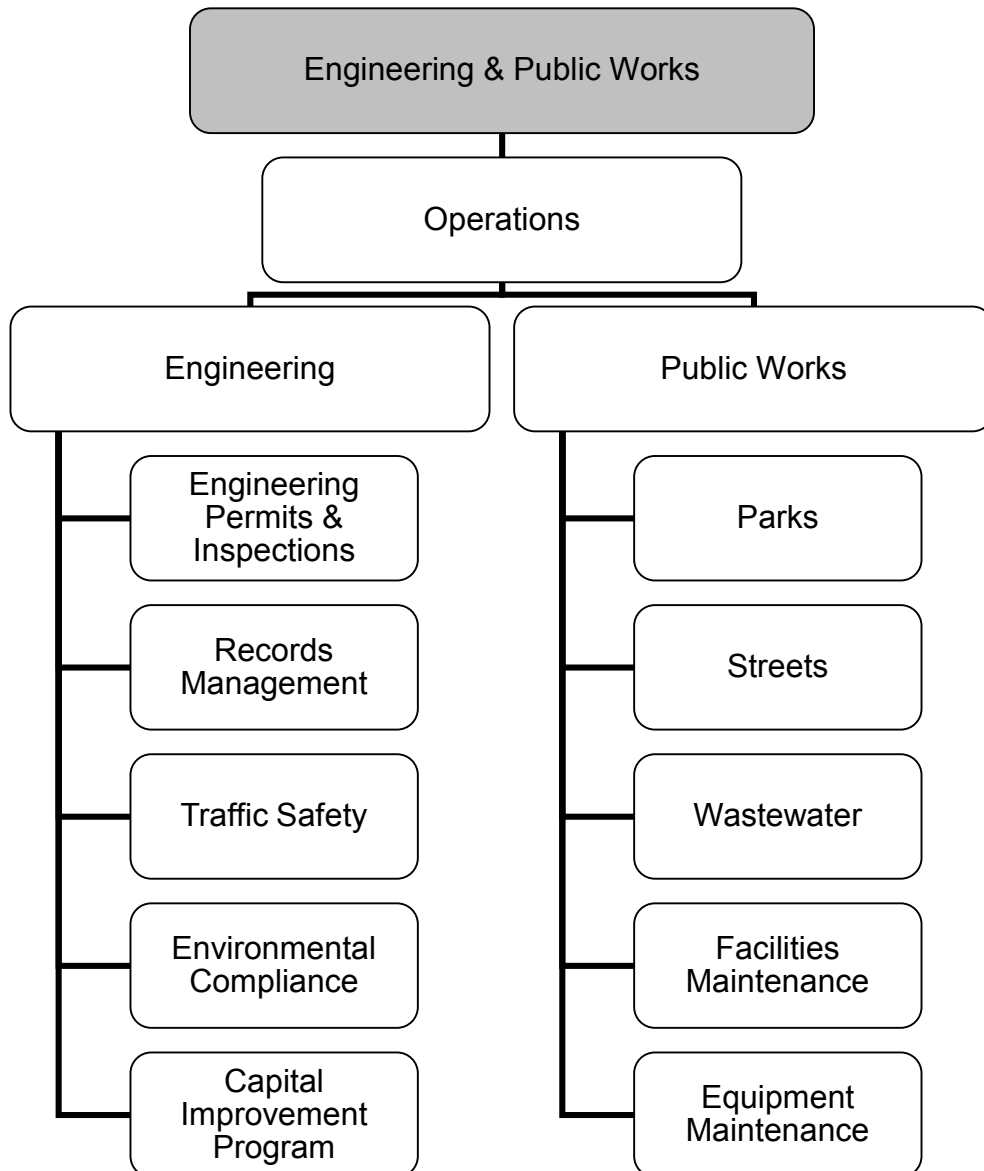 Engineering & Public Works
Operations
Engineering
Public Works
Engineering
Permits &
Inspections
Records
Management
Traffic Safety
Environmental
Compliance
Capital
Improvement
Program
Parks
Streets
Wastewater
Facilities
Maintenance
Equipment
Maintenance